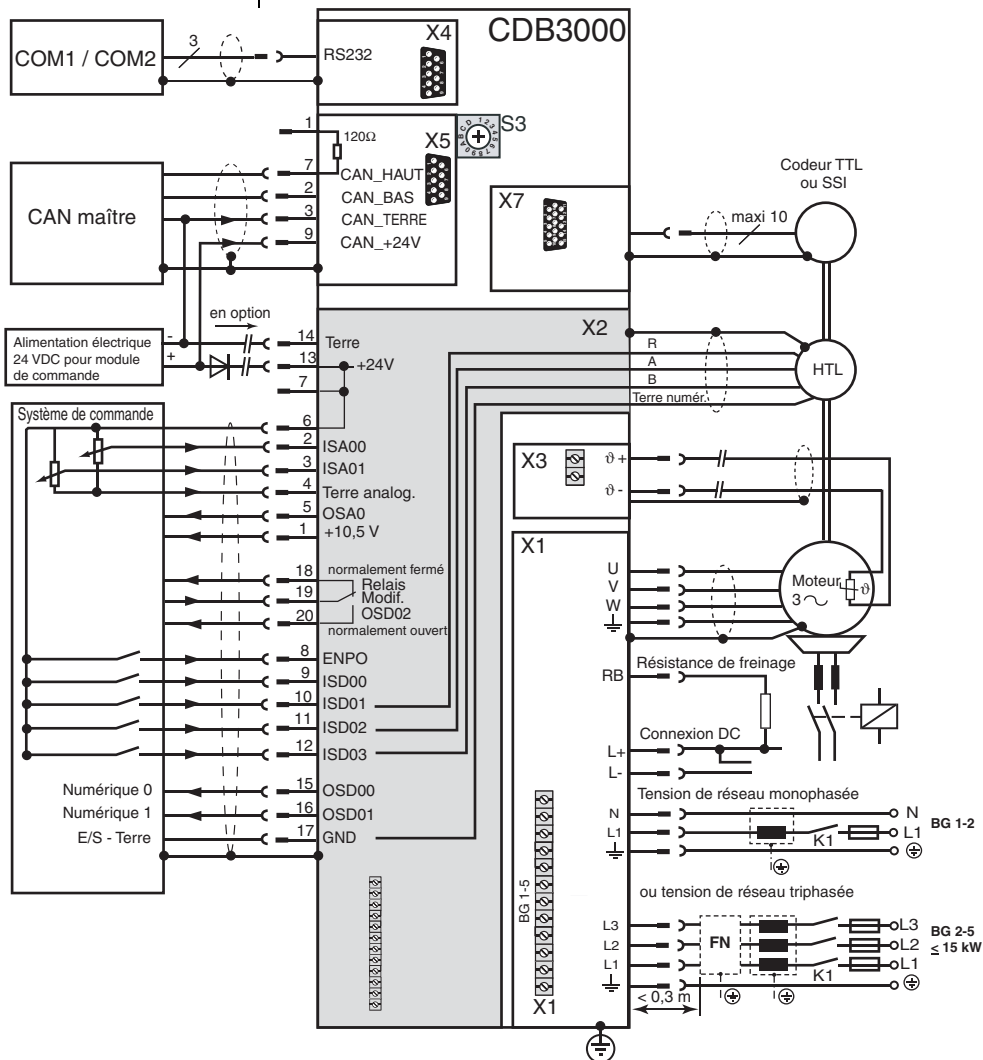 CDB3000
COM1 / COM2
3
RS232
X4
1
120Ω
X5
S3
CAN maître
7
CAN_HAUT
2
CAN_BAS
3
CAN_TERRE
9
CAN_+24V
X7
maxi 10
Codeur TTL
ou SSI
en option
Alimentation électrique
24 VDC pour module
de commande
-
+
14
Terre
13
+24V
7
X2
R
A
B
Terre numér.
HTL
Système de commande
6
2
ISA00
3
ISA01
4
Terre analog.
5
OSA0
1
+10,5 V
18
normalement fermé
19
Relais
Modif.
OSD02
20
normalement ouvert
8
ENPO
9
ISD00
10
ISD01
11
ISD02
12
ISD03
Numérique 0
15
OSD00
Numérique 1
16
OSD01
E/S - Terre
17
GND
X3
ϑ +
ϑ -
X1
U
V
W
Moteur
3
ϑ
RB
Résistance de freinage
Connexion DC
L+
L-
Tension de réseau monophasée
N
N
L1
K1
L1
BG 1-2
ou tension de réseau triphasée
BG 1-5
L3
L3
L2
FN
L2
L1
K1
L1
BG 2-5
≤ 15 kW
< 0,3 m
X1